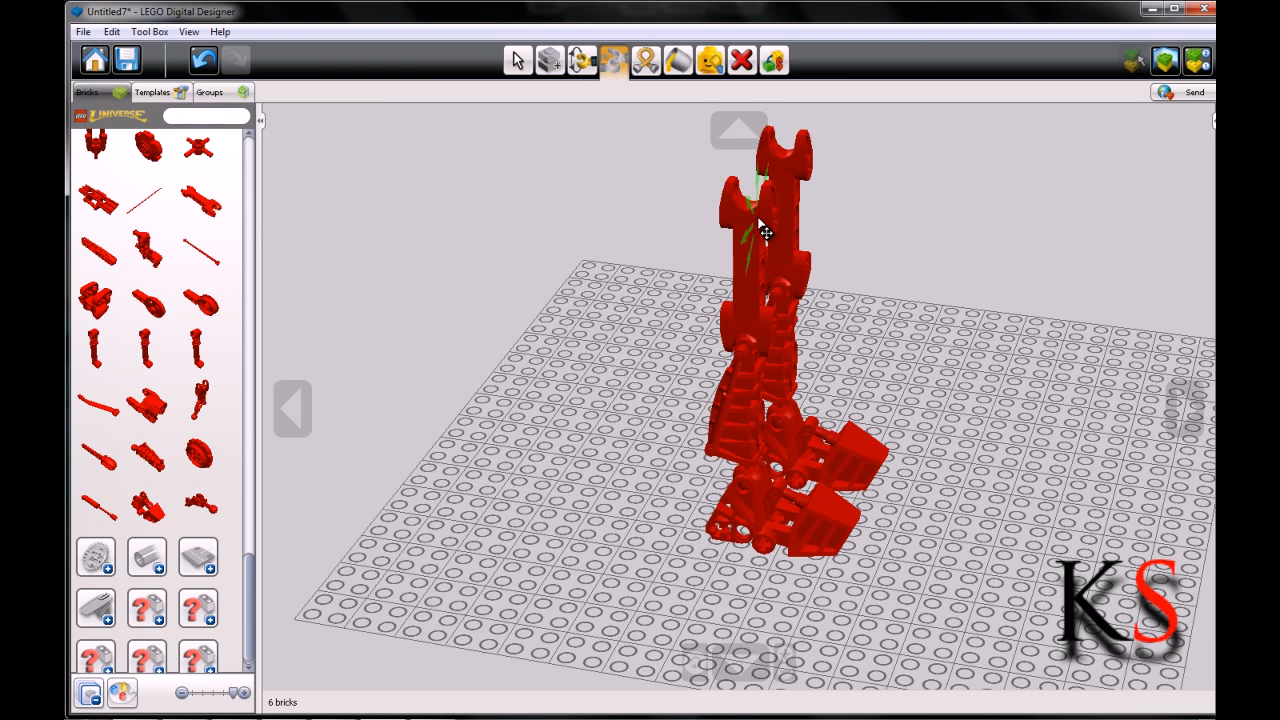 Untitled7* - LEGO Digital Designer
File Edit Tool Box View Help
Bricks Templates Groups
Send
LEGO UNIVERSE
6 bricks
KS